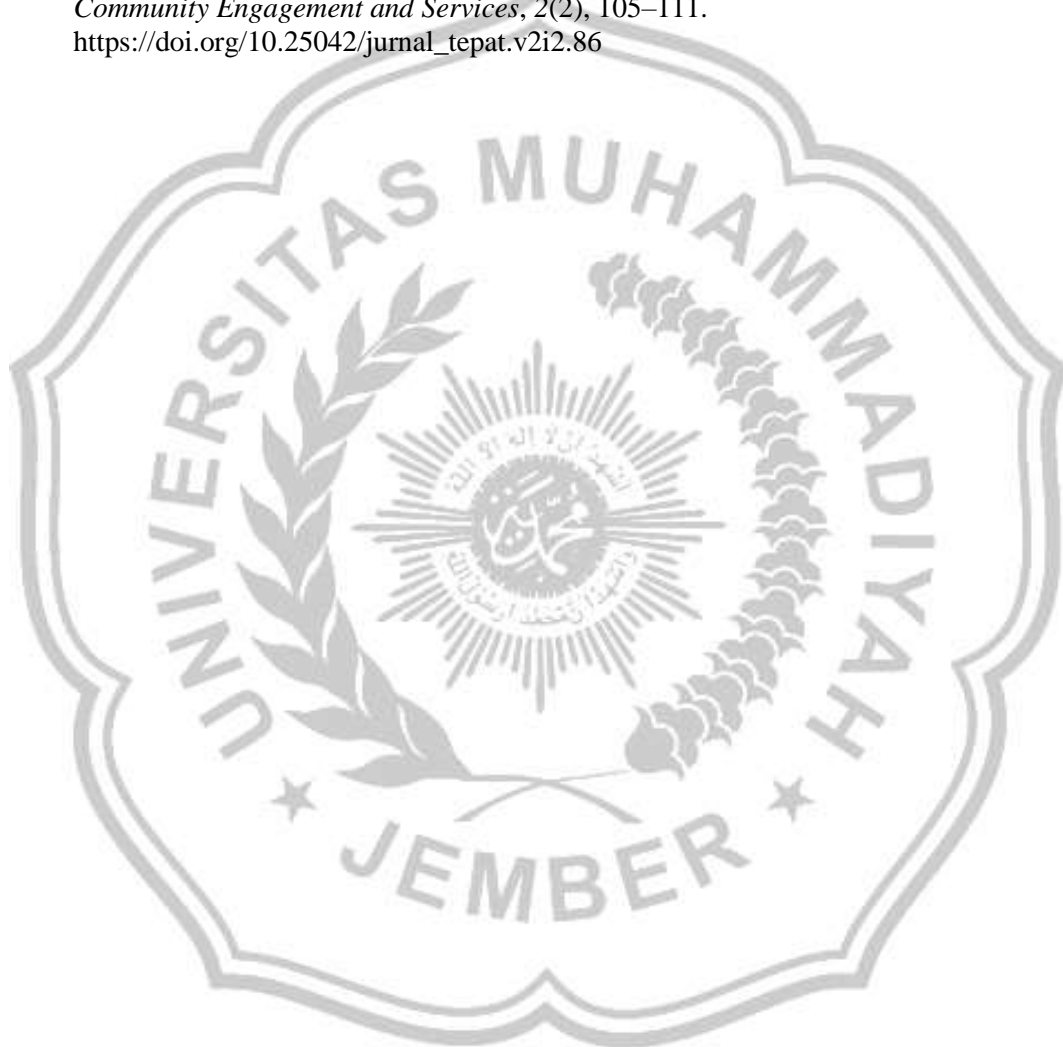 Community Engagement and Services, 2(2), 105–111.
https://doi.org/10.25042/jurnal_tepat.v2i2.86
UNIVERSITAS MUHAMMADIYAH
JEMBER